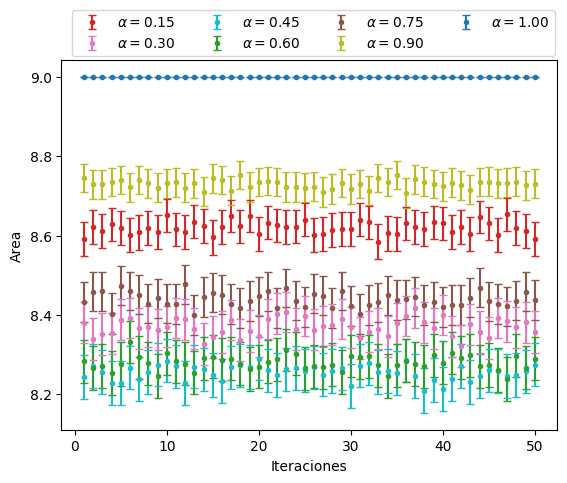 α = 0.15 α = 0.45 α = 0.75 α = 1.00
α = 0.30 α = 0.60 α = 0.90
9.0
8.8
8.6
8.4
8.2
Area
0 10 20 30 40 50
Iteraciones